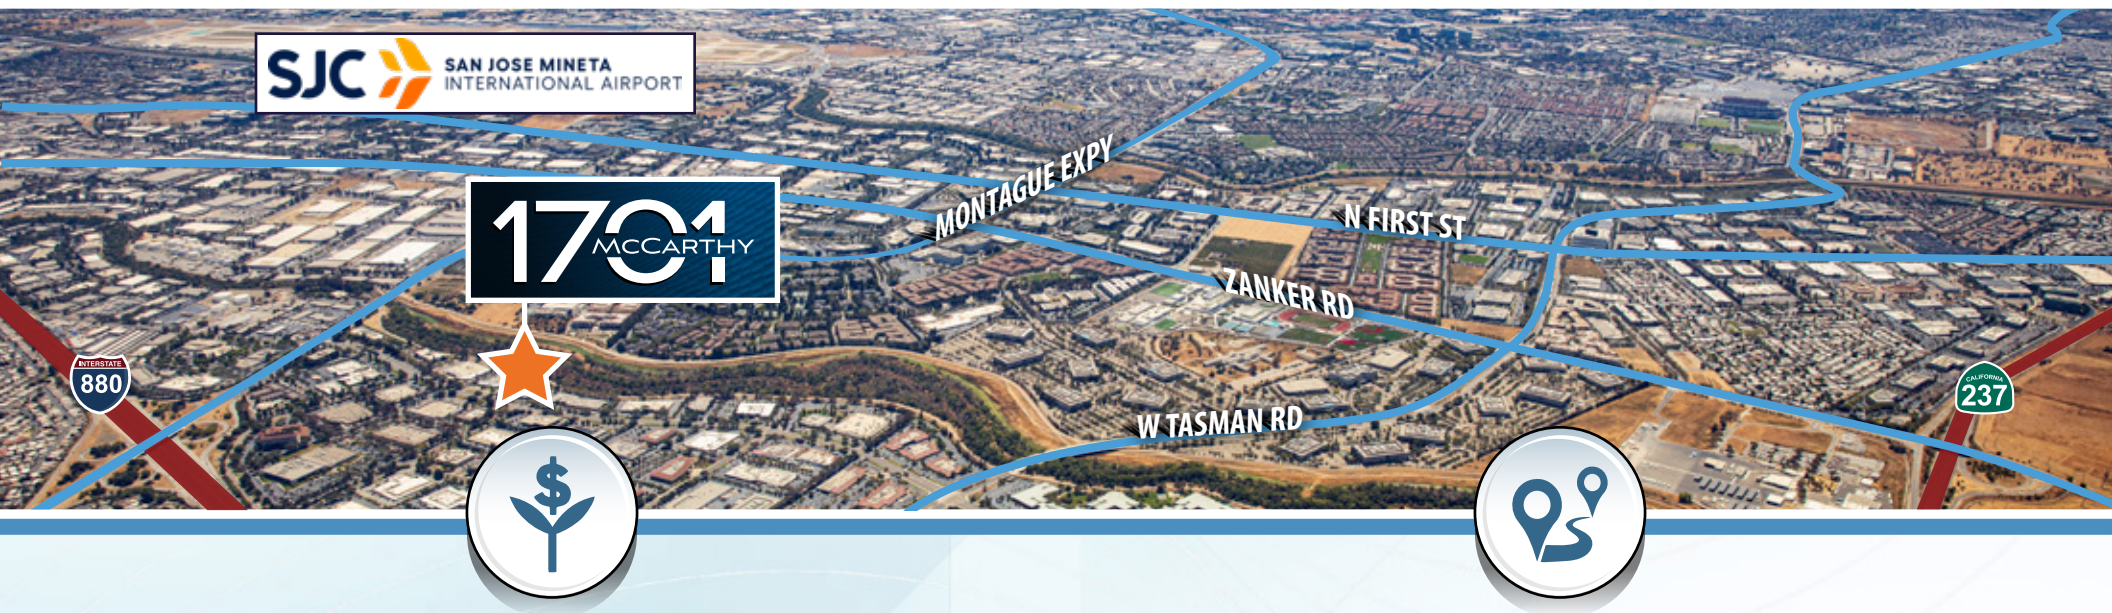 SJC
SAN JOSE MINETA
INTERNATIONAL AIRPORT
MONTAGUE EXPY
N FIRST ST
1701
MCCARTHY
ZANKER RD
INTERSTATE
880
CALIFORNIA
237
W TASMAN RD
$